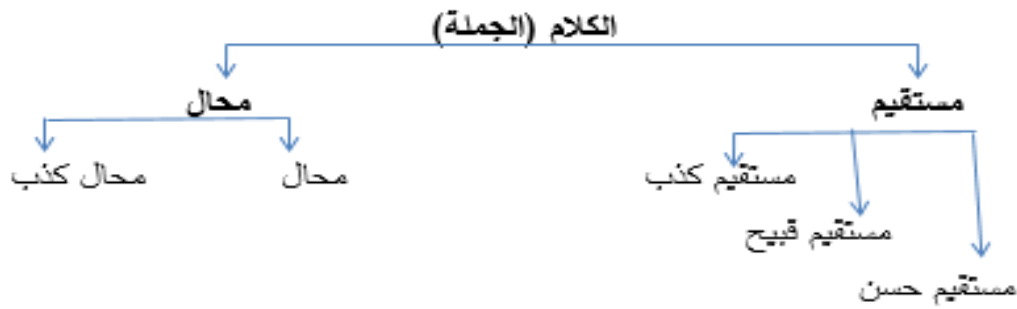 الكلام (الجملة)
مستقيم
محال
مستقيم كذب
محال
محال كذب
مستقيم قبيح
مستقيم حسن